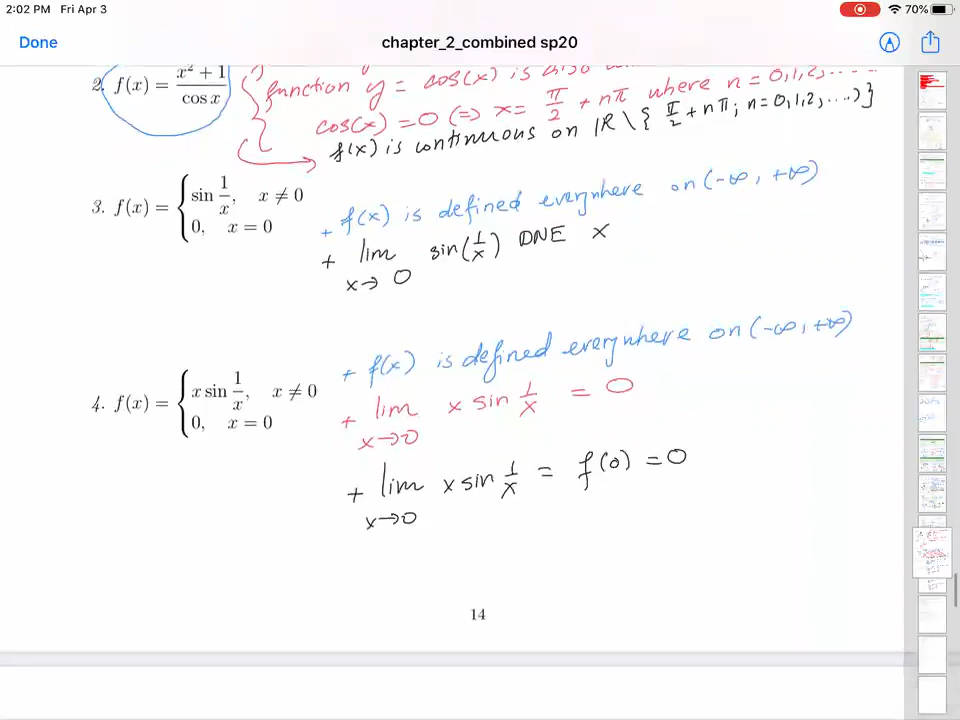 2:02 PM Fri Apr 3 70%
Done chapter_2_combined sp20
2. f(x) = x² + 1 / cos x
function y = cos(x) is also
cos(x) = 0 (=> x = π/2 + nπ where n = 0,1,2,....
f(x) is continuous on IR \ { π/2 + nπ ; n = 0,1,2,....) }
3. f(x) = { sin 1/x, x ≠ 0
0, x = 0
+ f(x) is defined everywhere on (-∞, +∞)
+ lim x→0 sin(1/x) DNE x
4. f(x) = { x sin 1/x, x ≠ 0
0, x = 0
+ f(x) is defined everywhere on (-∞, +∞)
+ lim x→0 x sin 1/x = 0
+ lim x→0 x sin 1/x = f(0) = 0
14